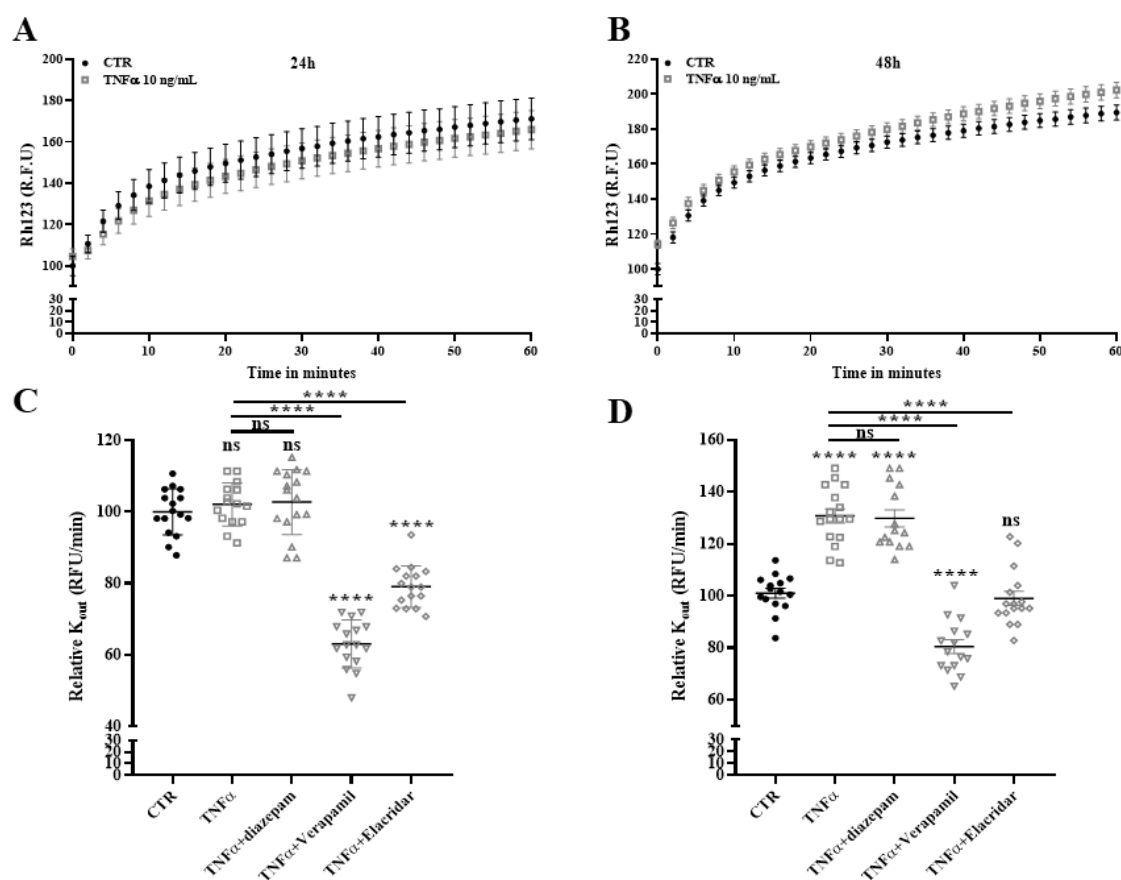 A
24h
CTR
TNFα 10 ng/mL
Rh123 (R.F.U)
200
180
160
140
120
100
30
20
10
0
0 10 20 30 40 50 60
Time in minutes
B
48h
CTR
TNFα 10 ng/mL
Rh123 (R.F.U)
220
200
180
160
140
120
100
30
20
10
0
0 10 20 30 40 50 60
Time in minutes
C
****
****
ns
ns ns
****
****
Relative Kout (RFU/min)
120
100
80
60
40
30
20
10
0
CTR
TNFα
TNFα+diazepam
TNFα+Verapamil
TNFα+Elacridar
D
****
****
ns
**** ****
ns
****
Relative Kout (RFU/min)
160
140
120
100
80
60
30
20
10
0
CTR
TNFα
TNFα+diazepam
TNFα+Verapamil
TNFα+Elacridar